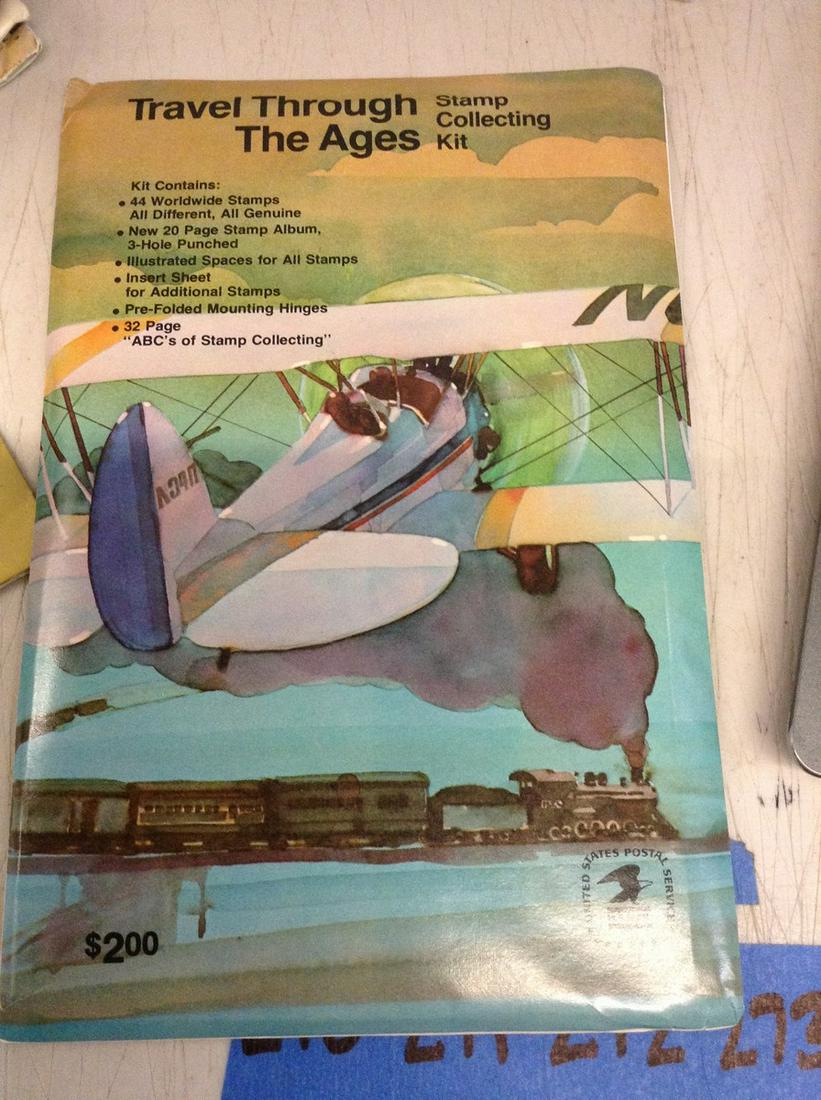 Travel Through
The Ages
Stamp
Collecting
Kit
Kit Contains:
• 44 Worldwide Stamps
All Different, All Genuine
• New 20 Page Stamp Album,
3-Hole Punched
• Illustrated Spaces for All Stamps
• Insert Sheet
for Additional Stamps
• Pre-Folded Mounting Hinges
• 32 Page
"ABC's of Stamp Collecting"
UNITED STATES POSTAL SERVICE
$2.00
273